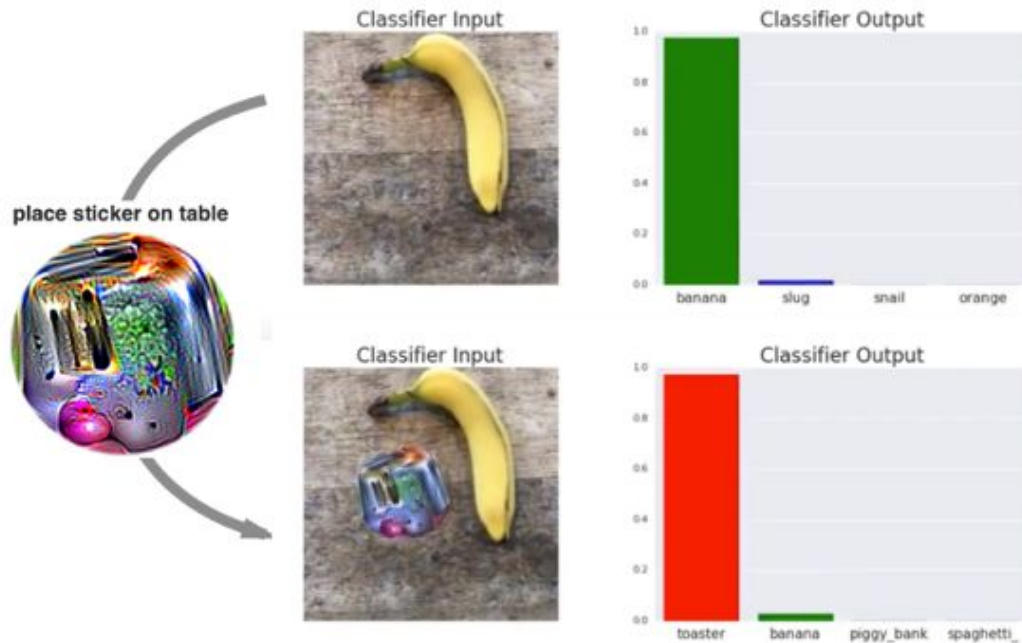 Classifier Input
Classifier Output
1.0
0.8
0.6
0.4
0.2
0.0
banana slug snail orange
place sticker on table
Classifier Input
Classifier Output
1.0
0.8
0.6
0.4
0.2
0.0
toaster banana piggy_bank spaghetti_